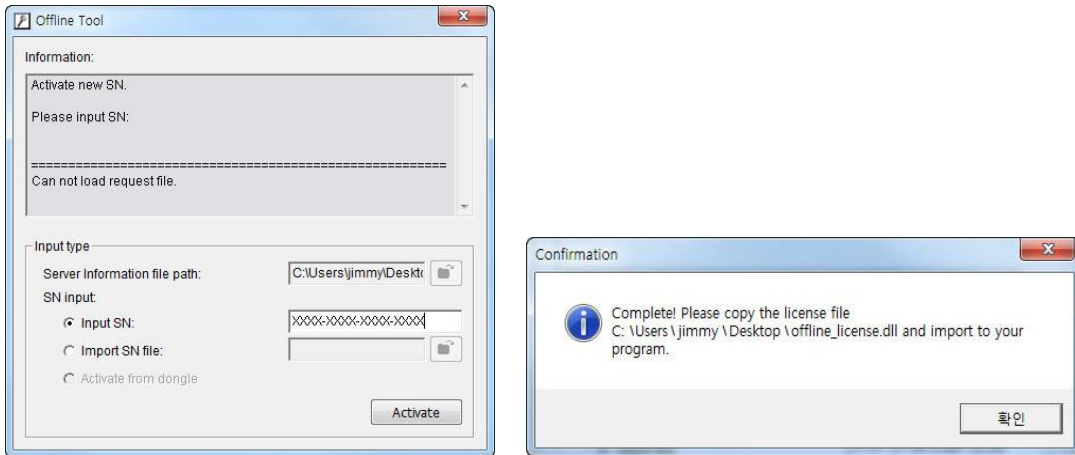 Offline Tool
Information:
Activate new SN.
Please input SN:
=========================================================
Can not load request file.
Input type
Server Information file path:
C:\Users\jimmy\Deskt
SN input:
Input SN:
XXXX-XXXX-XXXX-XXXX
Import SN file:
Activate from dongle
Activate
Confirmation
Complete! Please copy the license file
C: \Users \ jimmy \Desktop \offline_license.dll and import to your
program.
확인